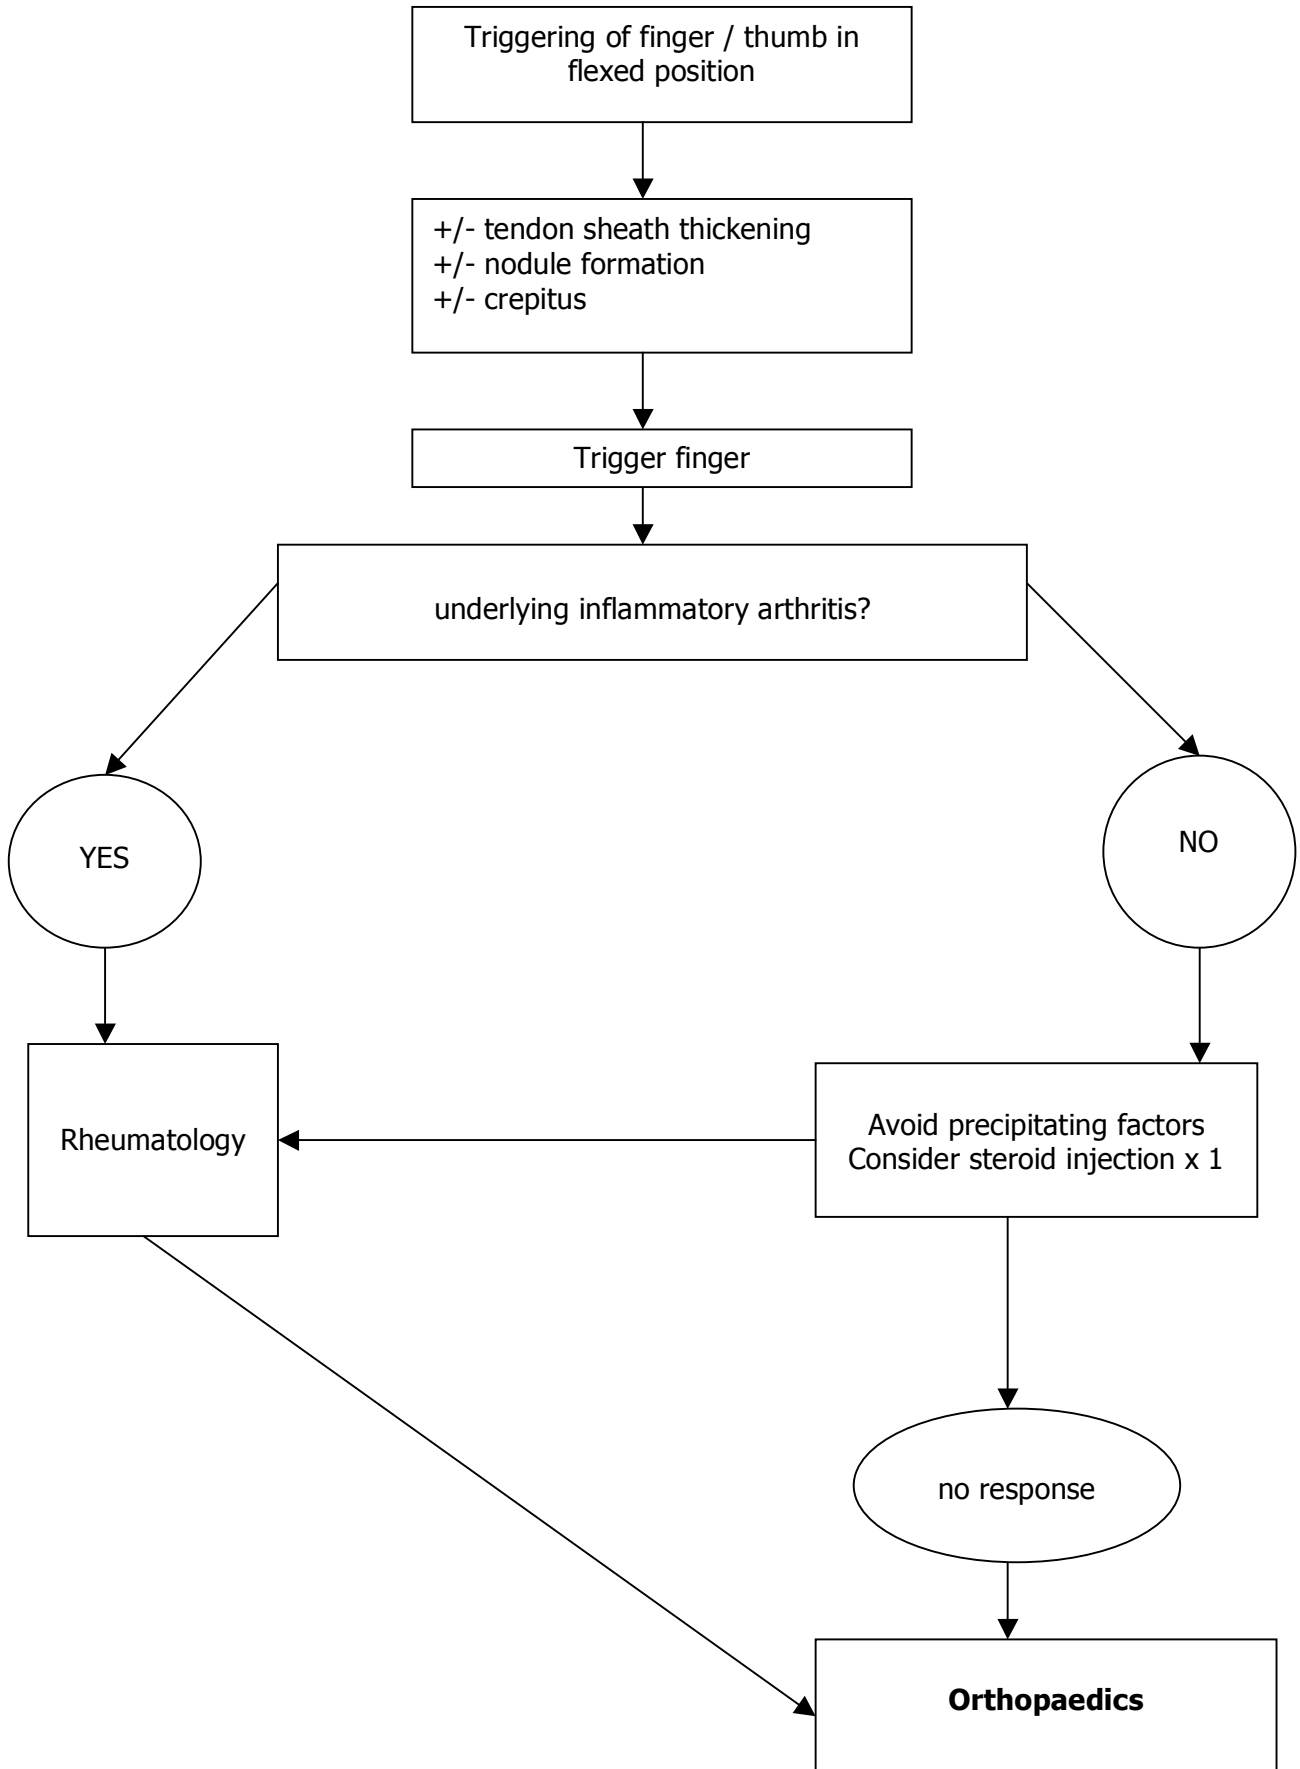 Triggering of finger / thumb in
flexed position
+/- tendon sheath thickening
+/- nodule formation
+/- crepitus
Trigger finger
underlying inflammatory arthritis?
YES
NO
Rheumatology
Avoid precipitating factors
Consider steroid injection x 1
no response
Orthopaedics